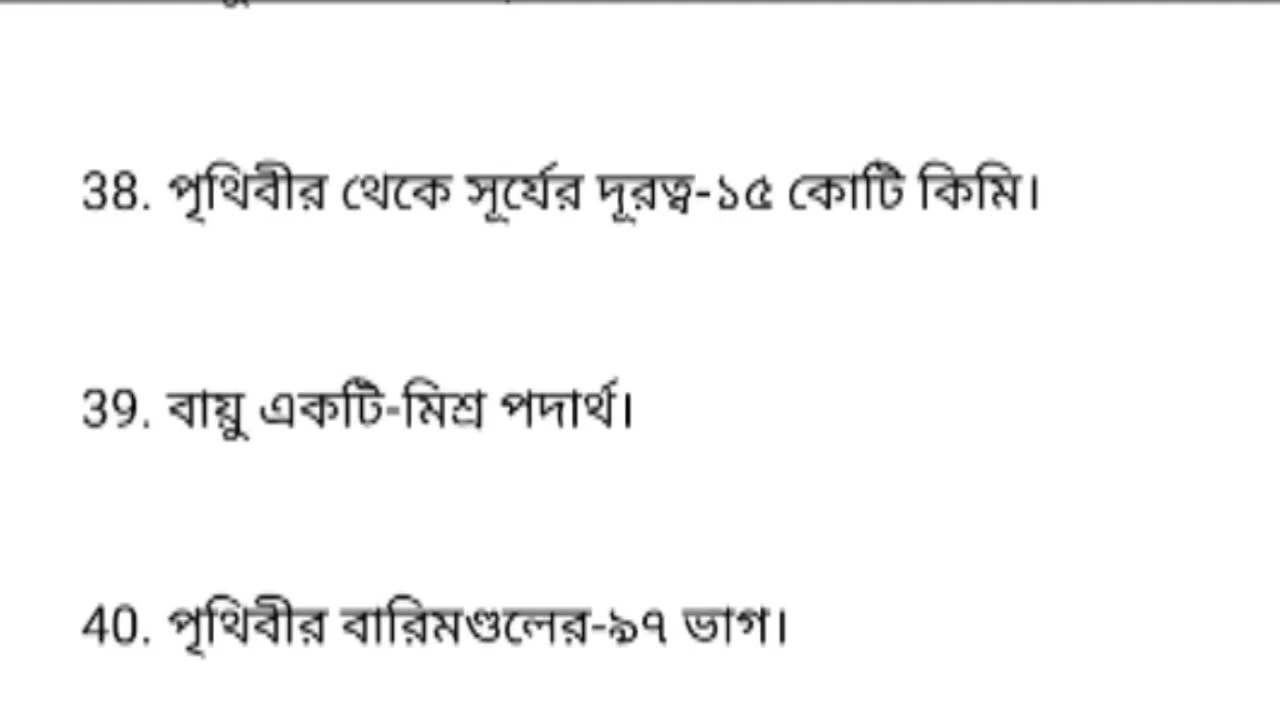 38. পৃথিবীর থেকে সূর্যের দূরত্ব-১৫ কোটি কিমি।
39. বায়ু একটি-মিশ্র পদার্থ।
40. পৃথিবীর বারিমণ্ডলের-৯৭ ভাগ।